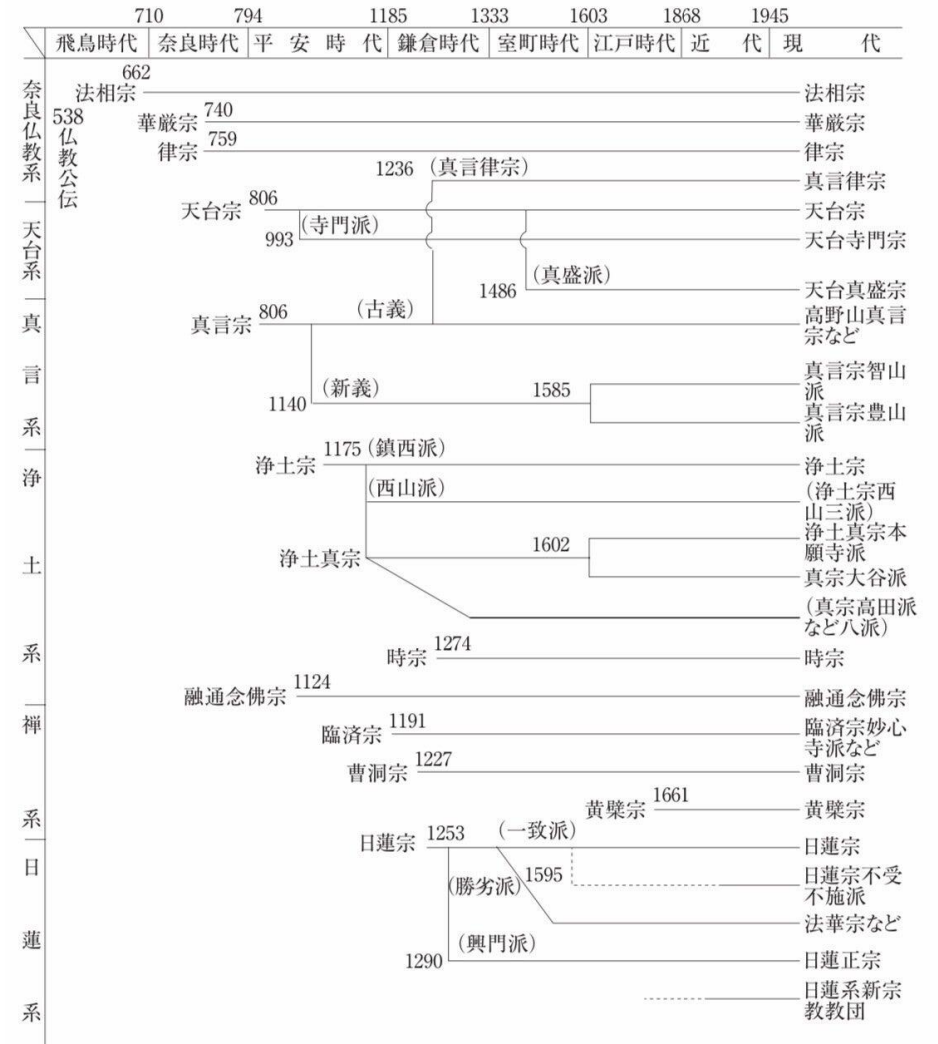 710 794 1185 1333 1603 1868 1945
飛鳥時代 奈良時代 平安時代 鎌倉時代 室町時代 江戸時代 近代 現代
奈良仏教系
538
仏教公伝
662
法相宗 法相宗
740
華厳宗 華厳宗
759
律宗 律宗
1236 (真言律宗)
真言律宗
天台系
天台宗 806 天台宗
(寺門派)
993 天台寺門宗
(真盛派)
1486 天台真盛宗
真言系
真言宗 806 (古義) 高野山真言
宗など
(新義)
1140
1585
真言宗智山
派
真言宗豊山
派
浄土系
浄土宗 1175 (鎮西派) 浄土宗
(西山派) (浄土宗西
山三派)
浄土真宗 1602
浄土真宗本
願寺派
真宗大谷派
(真宗高田派
など八派)
時宗 1274 時宗
融通念佛宗 1124 融通念佛宗
禅系
臨済宗 1191 臨済宗妙心
寺派など
曹洞宗 1227 曹洞宗
黄檗宗 1661 黄檗宗
日蓮系
日蓮宗 1253 (一致派) 日蓮宗
(勝劣派) 1595 日蓮宗不受
不施派
法華宗など
(興門派)
1290 日蓮正宗
日蓮系新宗
教教団